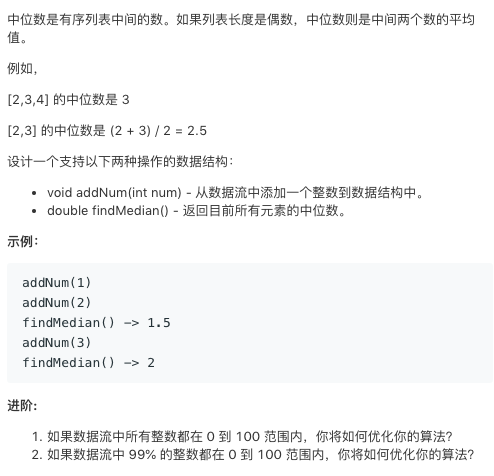 中位数是有序列表中间的数。如果列表长度是偶数，中位数则是中间两个数的平均
值。
例如，
[2,3,4] 的中位数是 3
[2,3] 的中位数是 (2 + 3) / 2 = 2.5
设计一个支持以下两种操作的数据结构：
• void addNum(int num) - 从数据流中添加一个整数到数据结构中。
• double findMedian() - 返回目前所有元素的中位数。
示例：
addNum(1)
addNum(2)
findMedian() -> 1.5
addNum(3)
findMedian() -> 2
进阶:
1. 如果数据流中所有整数都在 0 到 100 范围内，你将如何优化你的算法？
2. 如果数据流中 99% 的整数都在 0 到 100 范围内，你将如何优化你的算法？